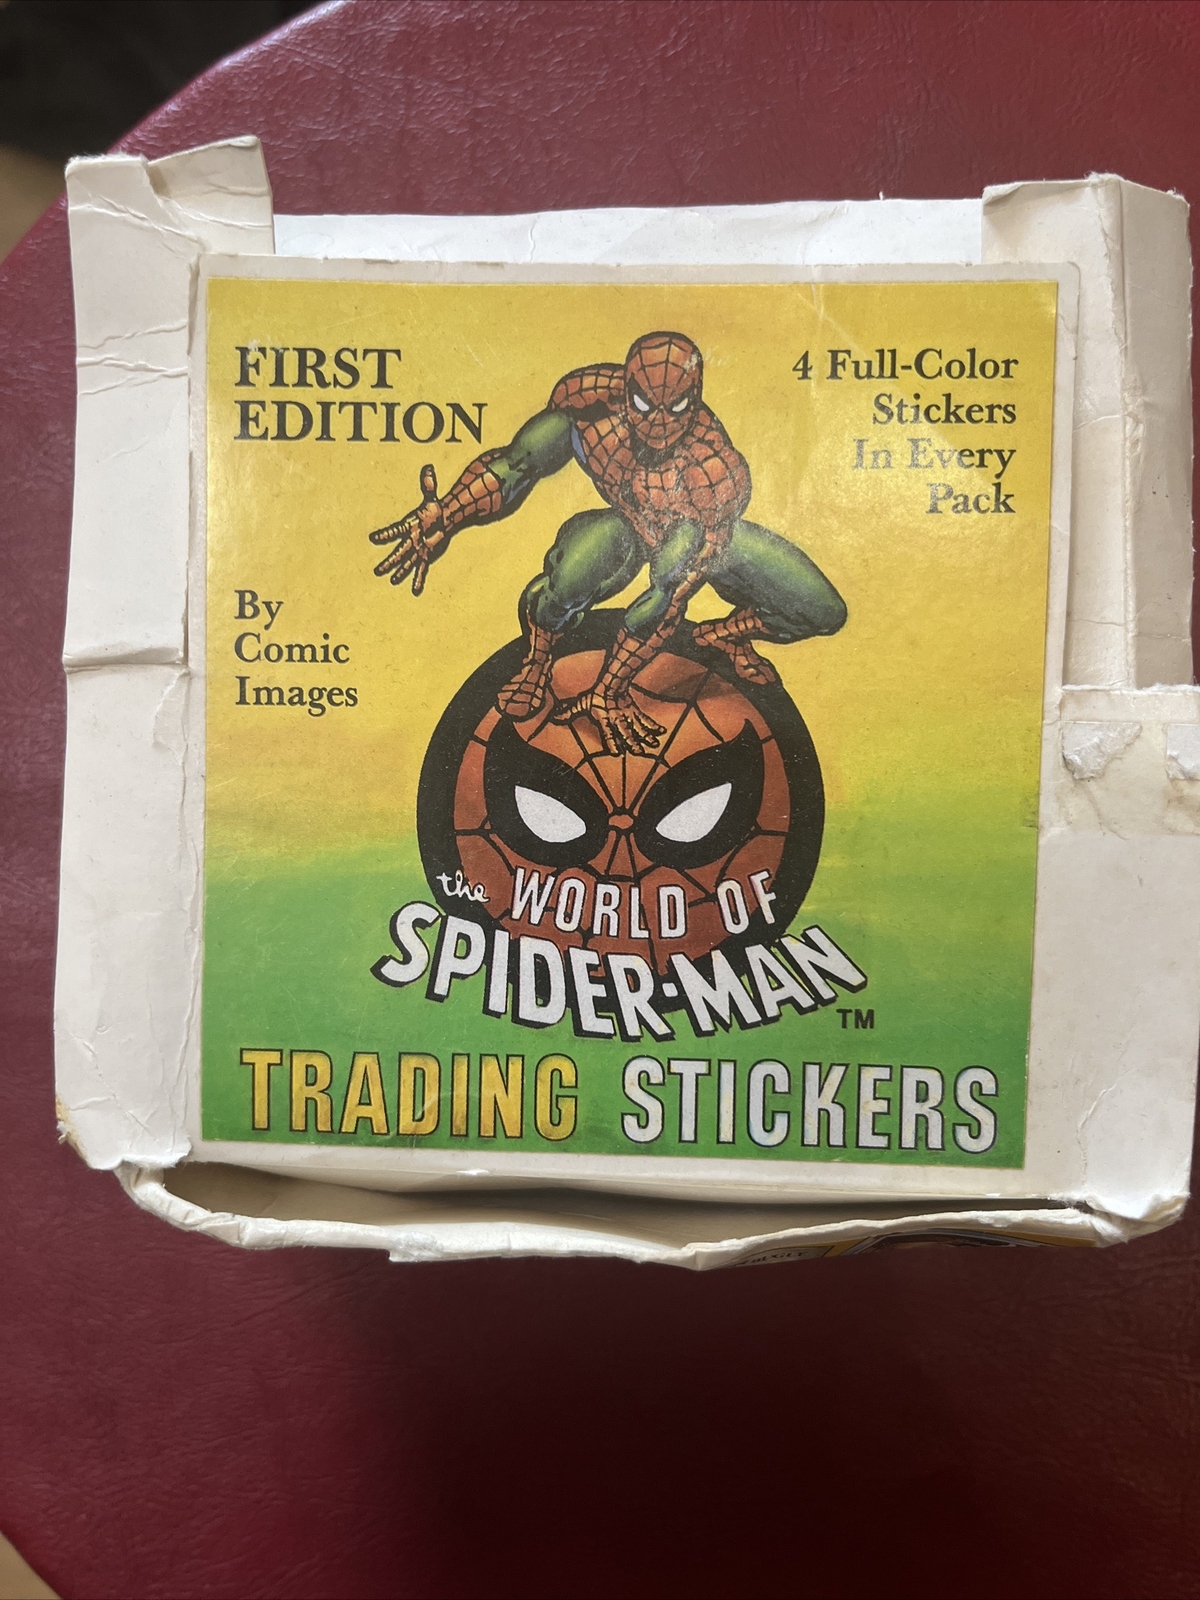 FIRST
EDITION
4 Full-Color
Stickers
In Every
Pack
By
Comic
Images
the WORLD OF
SPIDER-MAN
TM
TRADING STICKERS